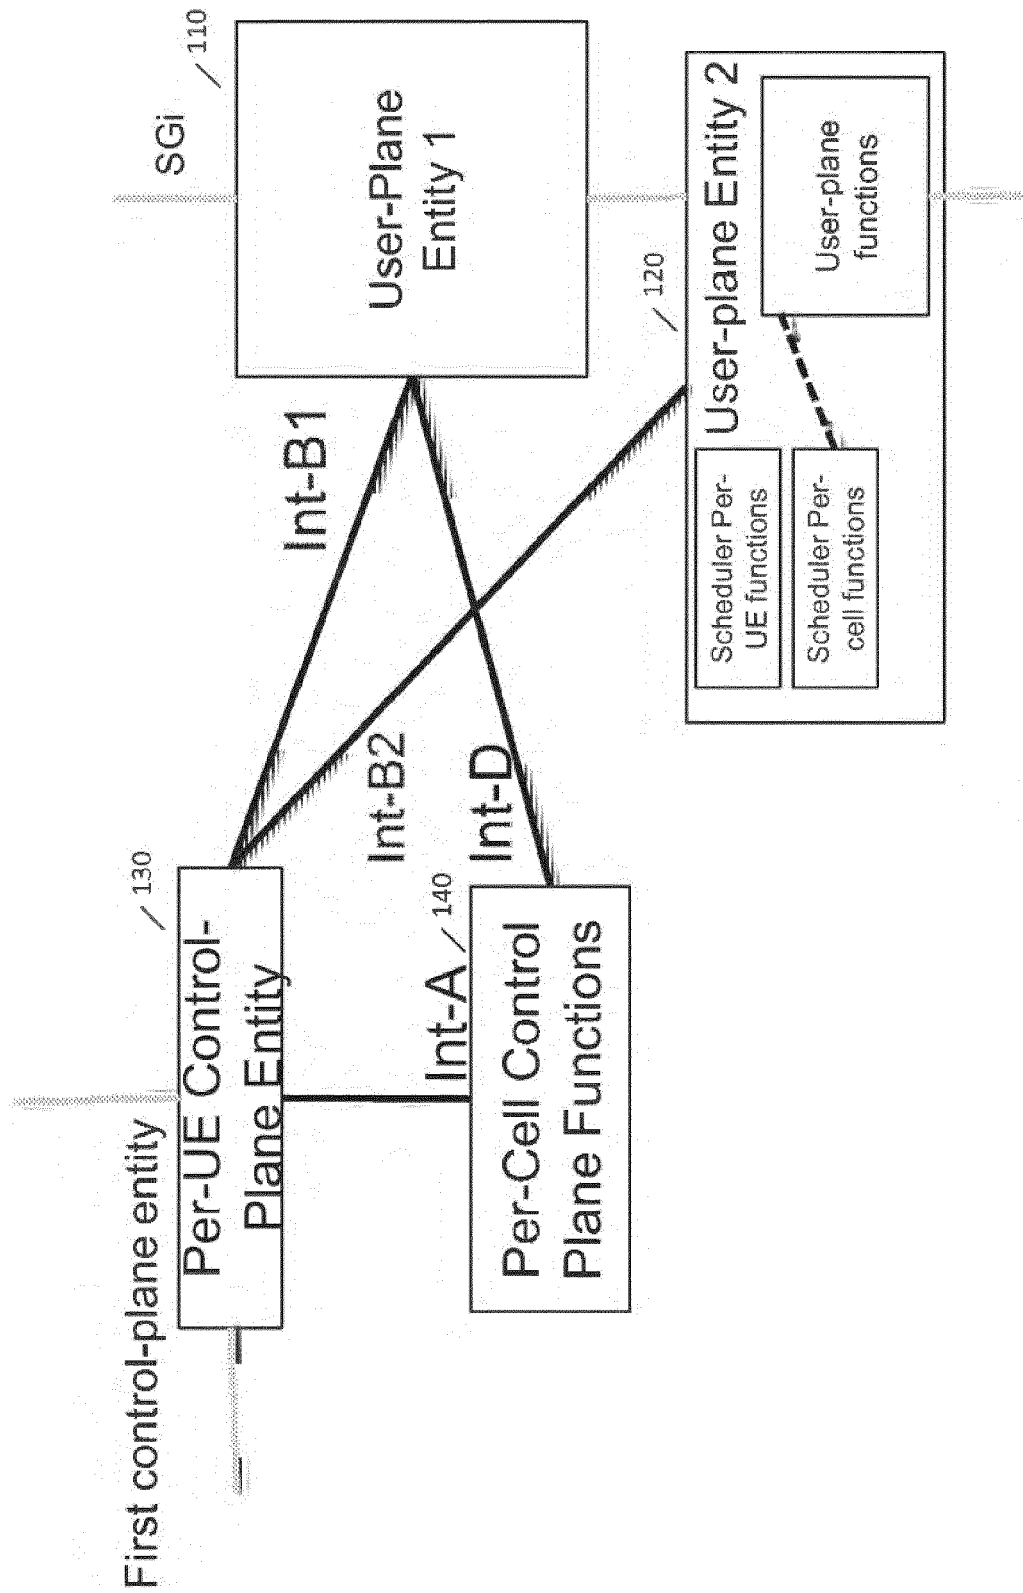 First control-plane entity
130
Per-UE Control-
Plane Entity
SGi
110
User-Plane
Entity 1
Int-B1
Int-B2
Int-A
140
Int-D
Per-Cell Control
Plane Functions
120
User-plane Entity 2
Scheduler Per-
UE functions
Scheduler Per-
cell functions
User-plane
functions